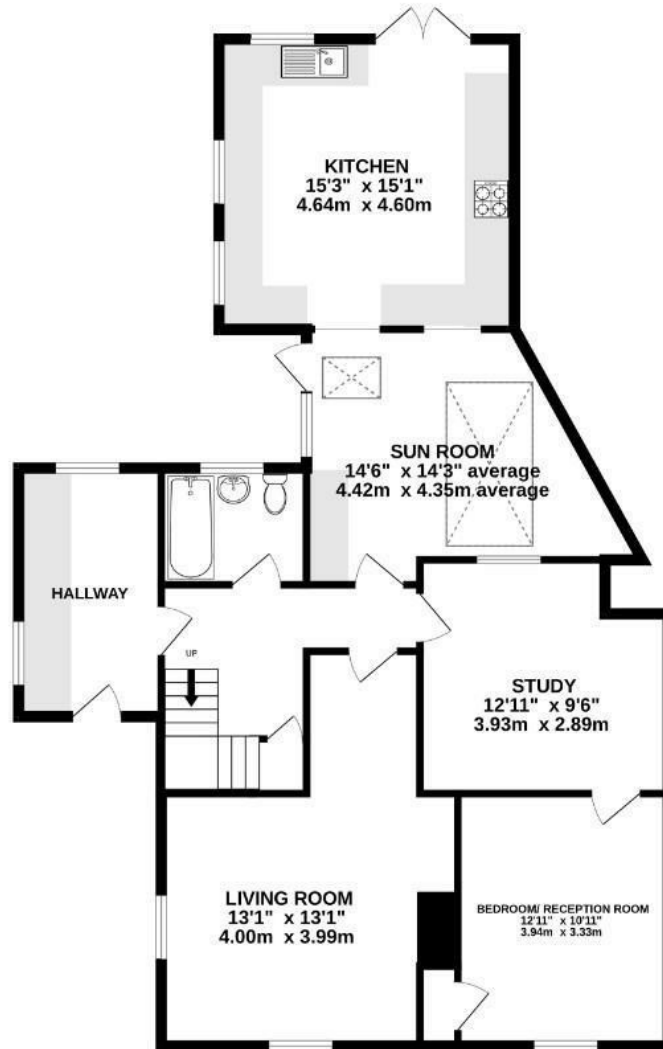 KITCHEN
15'3" x 15'1"
4.64m x 4.60m
SUN ROOM
14'6" x 14'3" average
4.42m x 4.35m average
HALLWAY
UP
STUDY
12'11" x 9'6"
3.93m x 2.89m
LIVING ROOM
13'1" x 13'1"
4.00m x 3.99m
BEDROOM/ RECEPTION ROOM
12'11" x 10'11"
3.94m x 3.33m